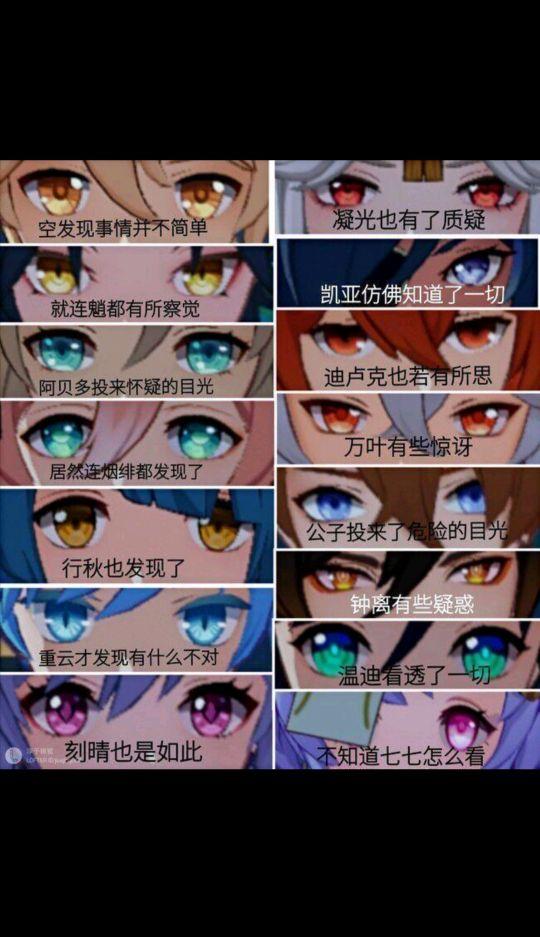 空发现事情并不简单
就连魈都有所察觉
阿贝多投来怀疑的目光
居然连烟绯都发现了
行秋也发现了
重云才发现有什么不对
刻晴也是如此
凝光也有了质疑
凯亚仿佛知道了一切
迪卢克也若有所思
万叶有些惊讶
公子投来了危险的目光
钟离有些疑惑
温迪看透了一切
不知道七七怎么看